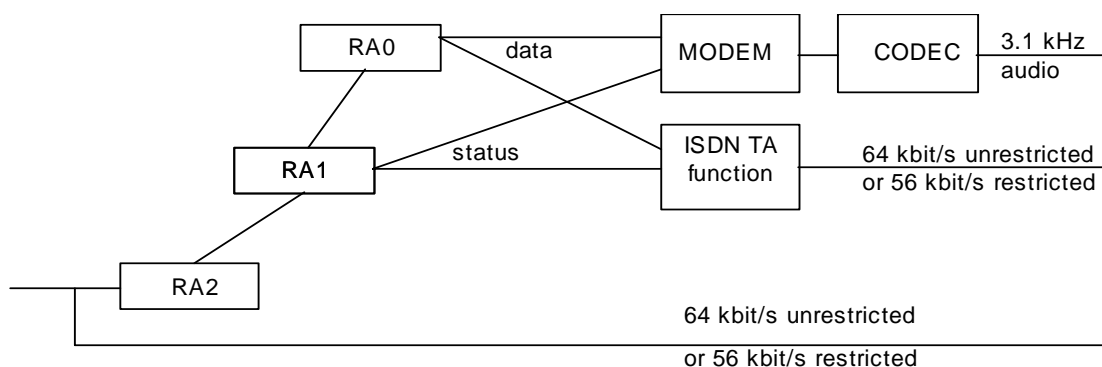 RA0
data
MODEM
CODEC
3.1 kHz
audio
RA1
status
ISDN TA
function
64 kbit/s unrestricted
or 56 kbit/s restricted
RA2
64 kbit/s unrestricted
or 56 kbit/s restricted